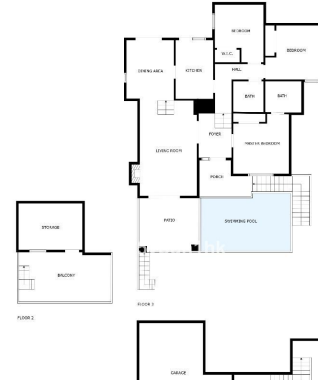 BEDROOM
BEDROOM
W.I.C.
DINING AREA
KITCHEN
HALL
BATH
BATH
FOYER
LIVING ROOM
MASTER BEDROOM
PORCH
PATIO
SWIMMING POOL
STORAGE
BALCONY
FLOOR 2
FLOOR 3
GARAGE